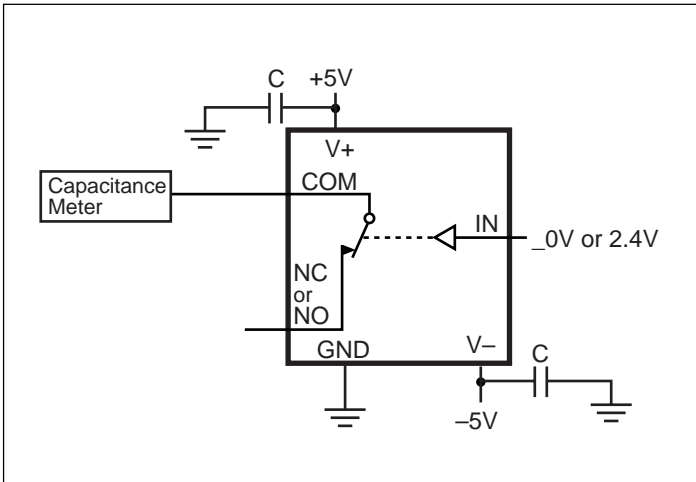 C
+5V
V+
Capacitance
Meter
COM
IN
_0V or 2.4V
NC
or
NO
GND
V–
C
–5V